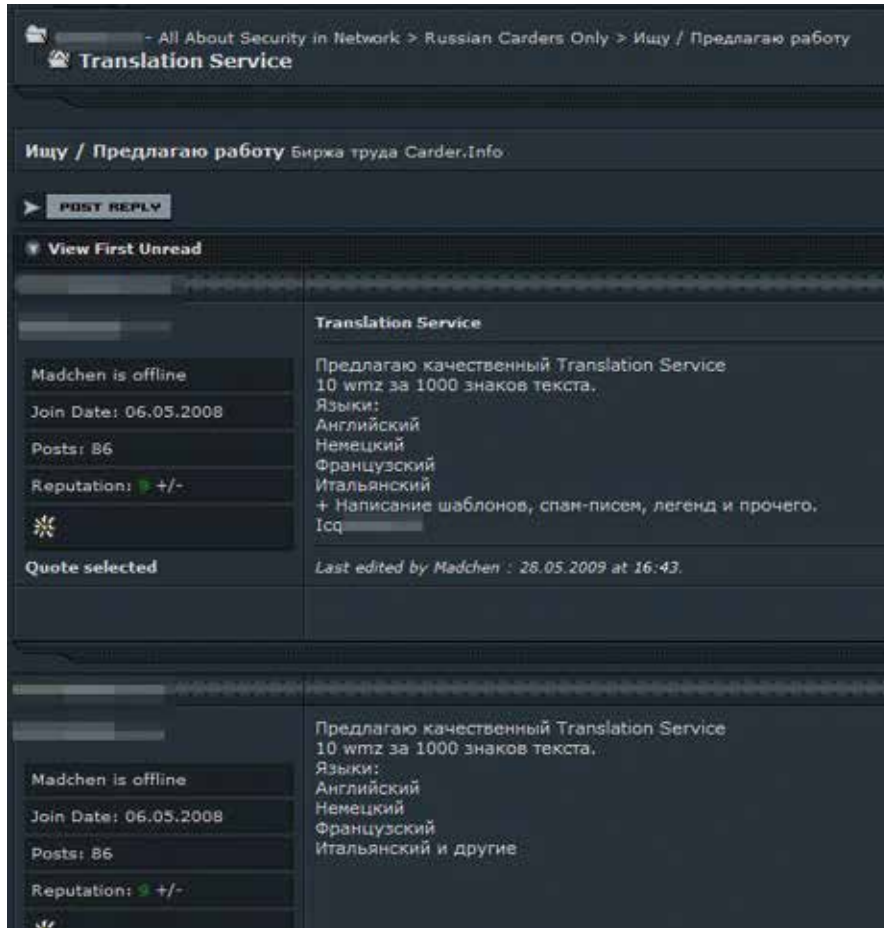 - All About Security in Network > Russian Carders Only > Ищу / Предлагаю работу
Translation Service
Ищу / Предлагаю работу Биржа труда Carder.Info
POST REPLY
View First Unread
Translation Service
Madchen is offline
Join Date: 06.05.2008
Posts: 86
Reputation: 9 +/-
Предлагаю качественный Translation Service
10 wmz за 1000 знаков текста.
Языки:
Английский
Немецкий
Французский
Итальянский
+ Написание шаблонов, спам-писем, легенд и прочего.
Icq
Quote selected
Last edited by Madchen : 28.05.2009 at 16:43.
Madchen is offline
Join Date: 06.05.2008
Posts: 86
Reputation: 9 +/-
Предлагаю качественный Translation Service
10 wmz за 1000 знаков текста.
Языки:
Английский
Немецкий
Французский
Итальянский и другие